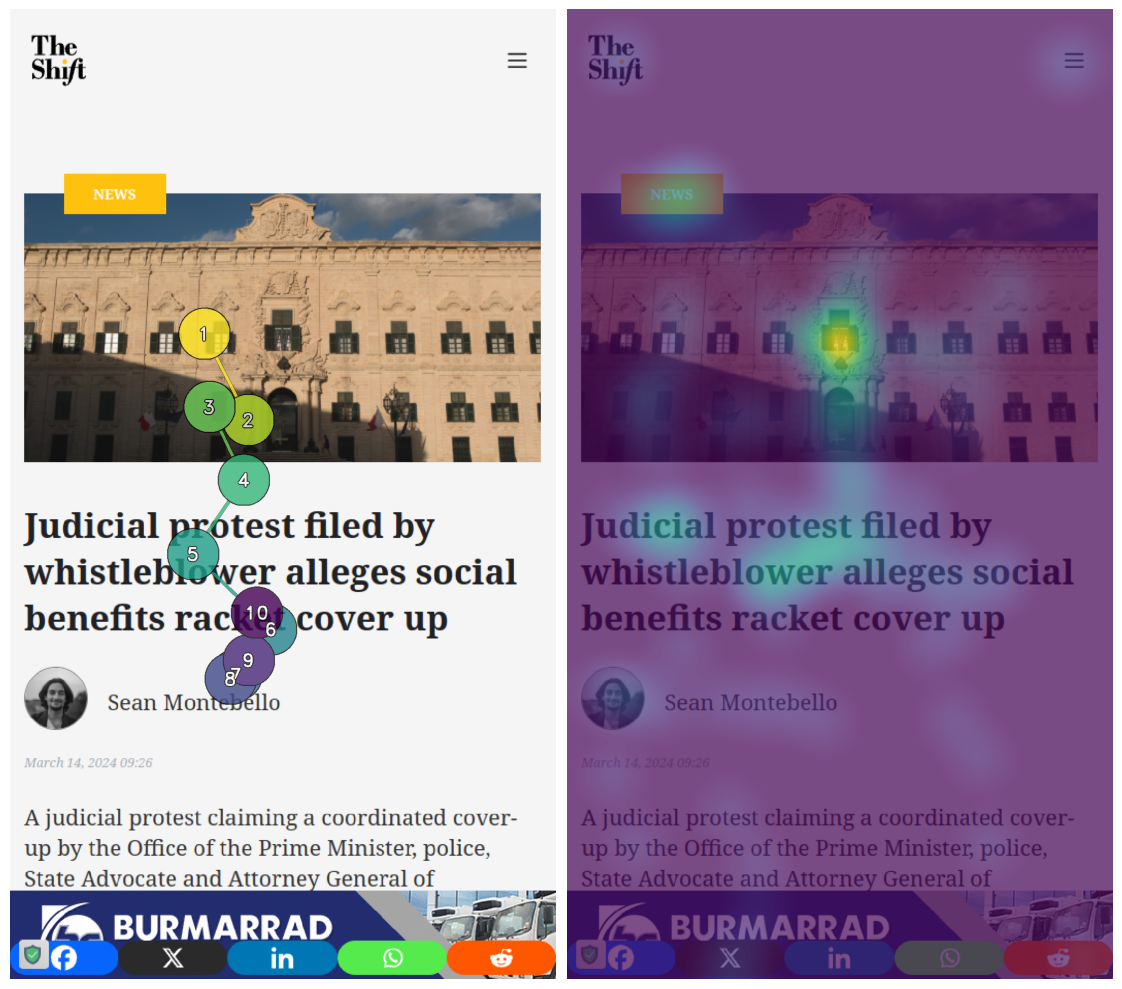 The
Shift
NEWS
1
3
2
4
5
10
6
9
7
8
Judicial protest filed by
whistleblower alleges social
benefits racket cover up
Sean Montebello
March 14, 2024 09:26
A judicial protest claiming a coordinated cover-
up by the Office of the Prime Minister, police,
State Advocate and Attorney General of
BURMARRAD
The
Shift
NEWS
Judicial protest filed by
whistleblower alleges social
benefits racket cover up
Sean Montebello
March 14, 2024 09:26
A judicial protest claiming a coordinated cover-
up by the Office of the Prime Minister, police,
State Advocate and Attorney General of
BURMARRAD